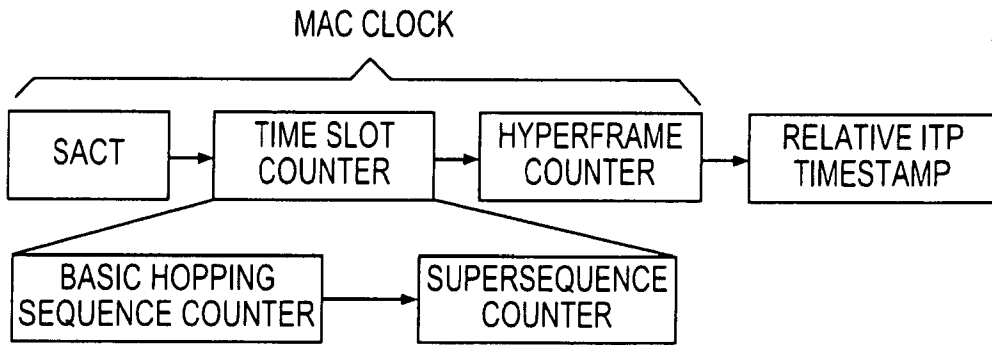 MAC CLOCK
SACT
TIME SLOT
COUNTER
HYPERFRAME
COUNTER
RELATIVE ITP
TIMESTAMP
BASIC HOPPING
SEQUENCE COUNTER
SUPERSEQUENCE
COUNTER